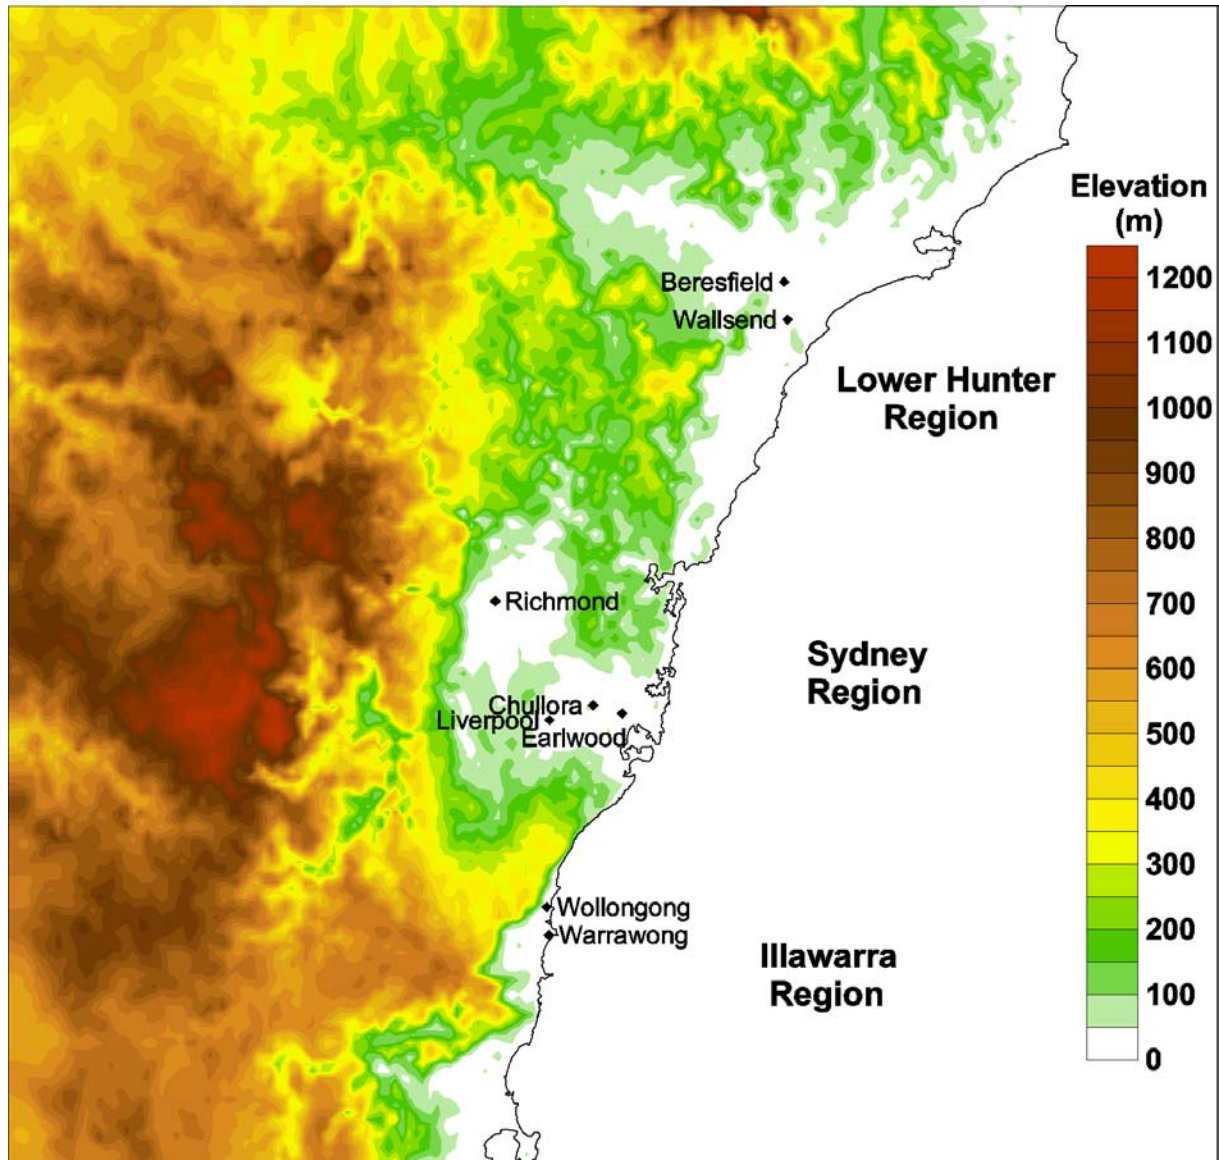 Elevation
(m)
1200
1100
1000
900
800
700
600
500
400
300
200
100
0
Beresfield
Wallsend
Lower Hunter
Region
Richmond
Sydney
Region
Chullora
Liverpool
Earlwood
Wollongong
Warrawong
Illawarra
Region